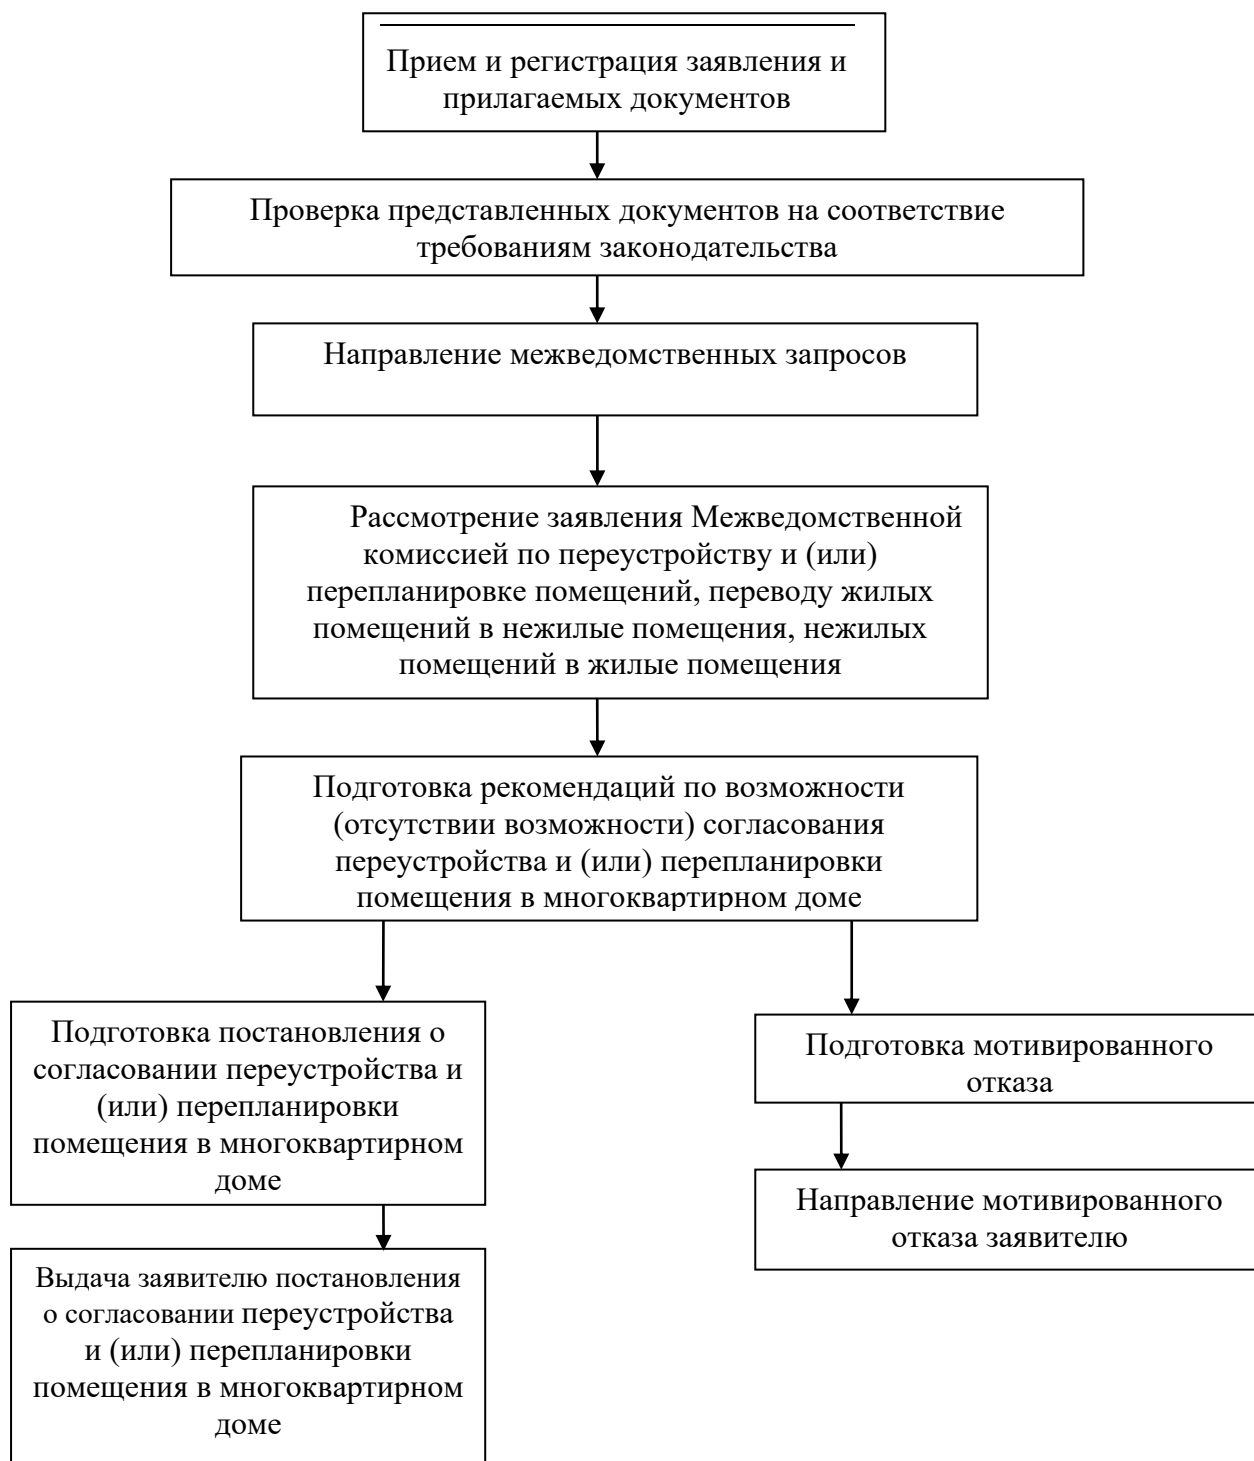 Прием и регистрация заявления и
прилагаемых документов
Проверка представленных документов на соответствие
требованиям законодательства
Направление межведомственных запросов
Рассмотрение заявления Межведомственной
комиссией по переустройству и (или)
перепланировке помещений, переводу жилых
помещений в нежилые помещения, нежилых
помещений в жилые помещения
Подготовка рекомендаций по возможности
(отсутствии возможности) согласования
переустройства и (или) перепланировки
помещения в многоквартирном доме
Подготовка постановления о
согласовании переустройства и
(или) перепланировки
помещения в многоквартирном
доме
Выдача заявителю постановления
о согласовании переустройства
и (или) перепланировки
помещения в многоквартирном
доме
Подготовка мотивированного
отказа
Направление мотивированного
отказа заявителю